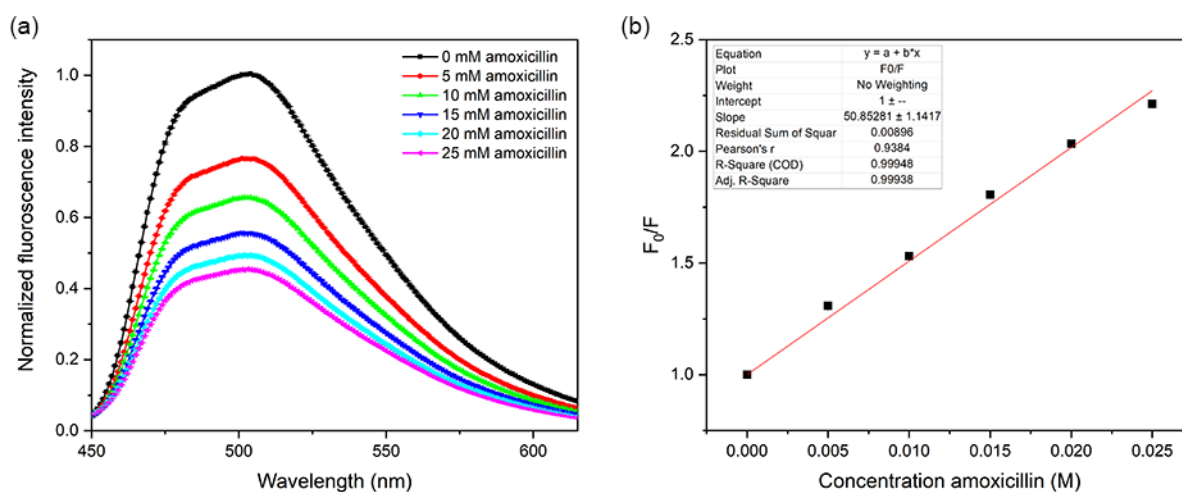 (a)
Normalized fluoroscence intensity
1.0
0.8
0.6
0.4
0.2
0.0
450
500
550
600
Wavelength (nm)
0 mM amoxicillin
5 mM amoxicillin
10 mM amoxicillin
15 mM amoxicillin
20 mM amoxicillin
25 mM amoxicillin
(b)
F₀/F
2.5
2.0
1.5
1.0
Equation y = a + b*x
Plot F0/F
Weight No Weighting
Intercept 1 ± --
Slope 50.85281 ± 1.1417
Residual Sum of Squar 0.00896
Pearson's r 0.9384
R-Square (COD) 0.99948
Adj. R-Square 0.99938
0.000
0.005
0.010
0.015
0.020
0.025
Concentration amoxicillin (M)